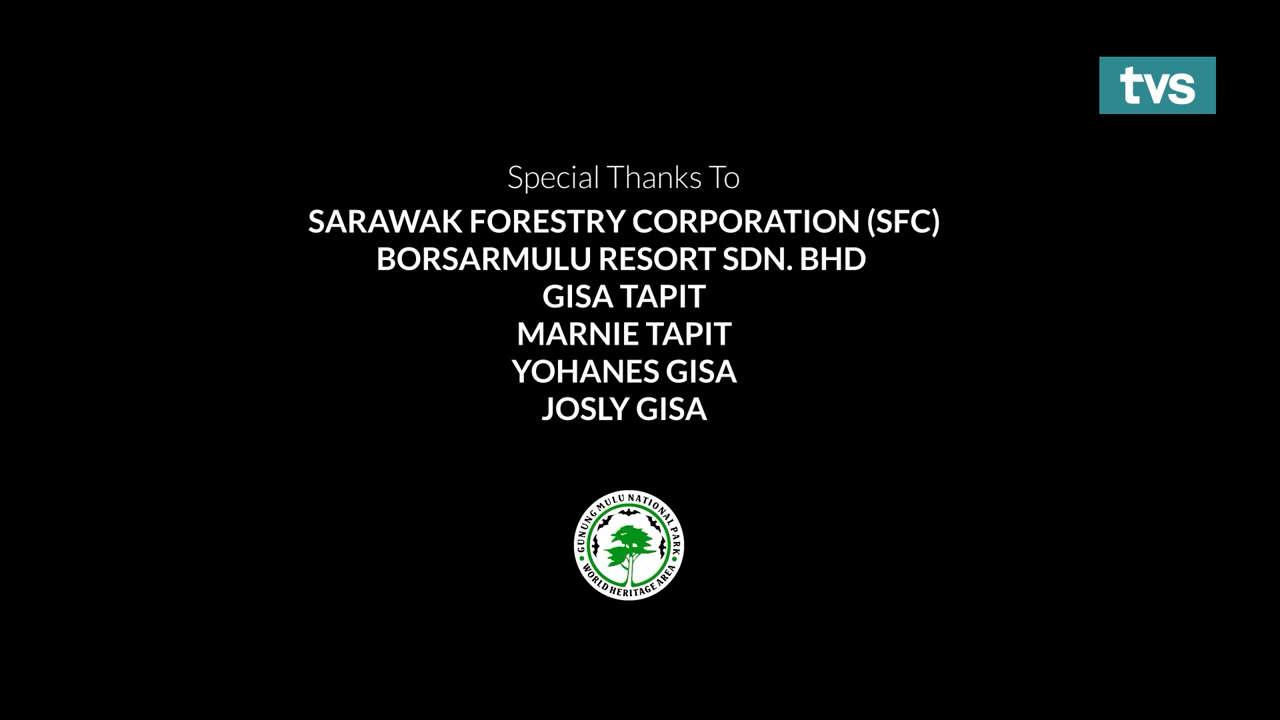 tvs
Special Thanks To
SARAWAK FORESTRY CORPORATION (SFC)
BORSARMULU RESORT SDN. BHD
GISA TAPIT
MARNIE TAPIT
YOHANES GISA
JOSLY GISA
GUNUNG MULU NATIONAL PARK
WORLD HERITAGE AREA